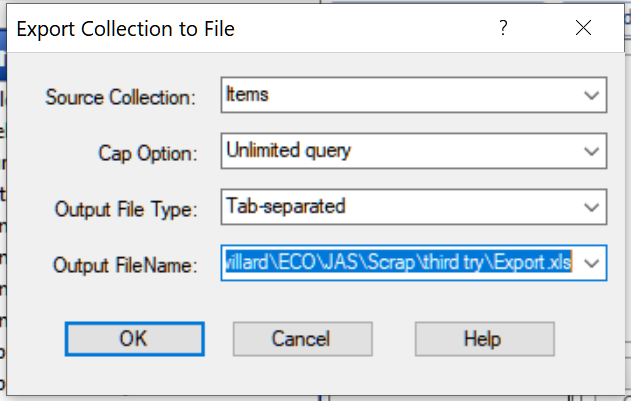 Export Collection to File ?
Source Collection: Items
Cap Option: Unlimited query
Output File Type: Tab-separated
Output FileName: villard\ECO\JAS\Scrap\third try\Export.xls
OK Cancel Help